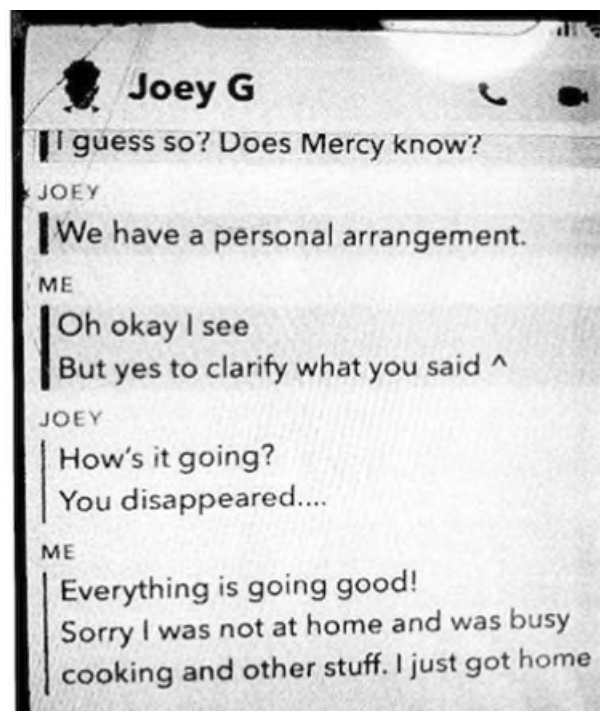 Joey G
I guess so? Does Mercy know?
JOEY
We have a personal arrangement.
ME
Oh okay I see
But yes to clarify what you said ^
JOEY
How's it going?
You disappeared....
ME
Everything is going good!
Sorry I was not at home and was busy
cooking and other stuff. I just got home